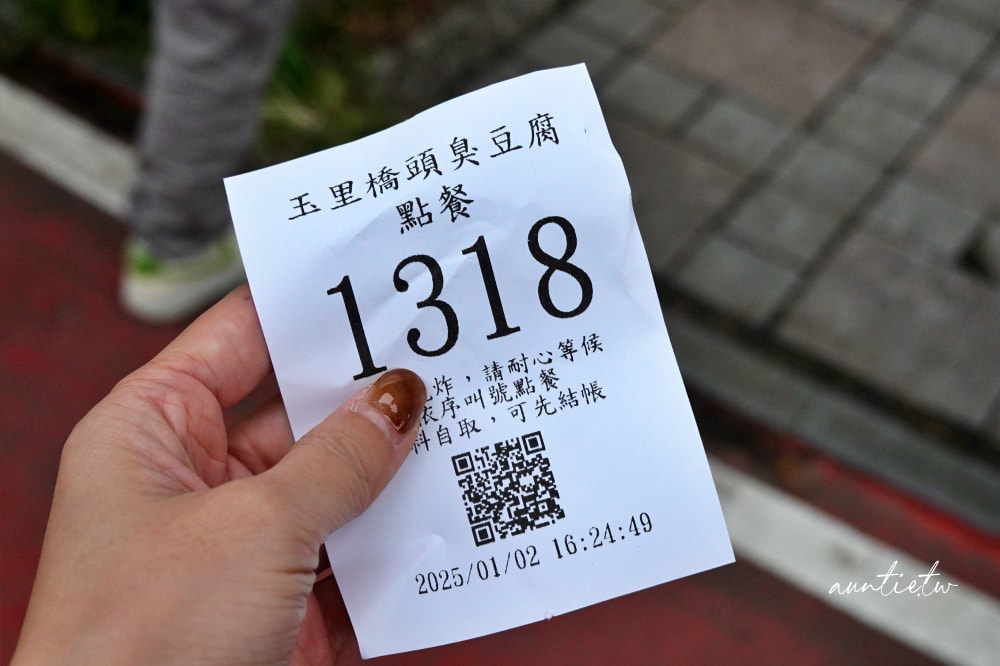 玉里橋頭臭豆腐
點餐
1318
炸，請耐心等候
依序叫號點餐
料自取，可先結帳
2025/01/02 16:24:49
auntie.tw